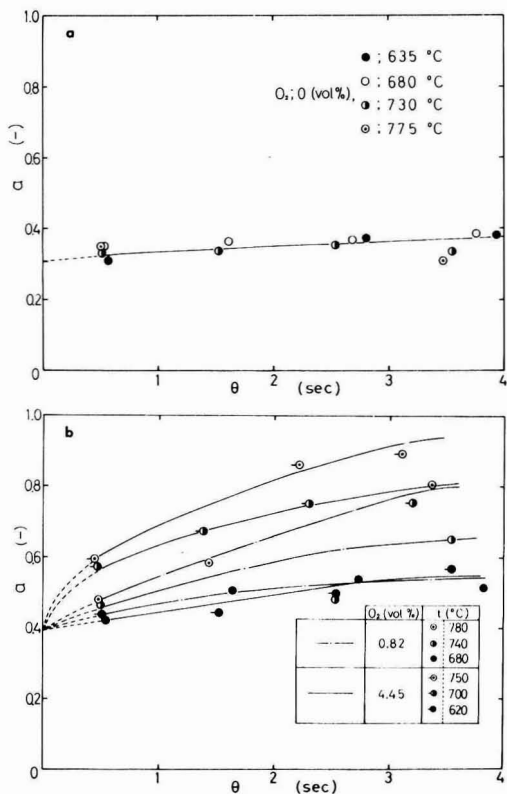 a
1.0
0.8
0.6
0.4
0.2
0
a (-)
O₂; 0 (vol%),
; 635 °C
; 680 °C
; 730 °C
; 775 °C
1 2 3 4
θ (sec)
b
1.0
0.8
0.6
0.4
0.2
0
a (-)
O₂ (vol %) t (°C)
0.82
780
740
680
4.45
750
700
620
1 2 3 4
θ (sec)